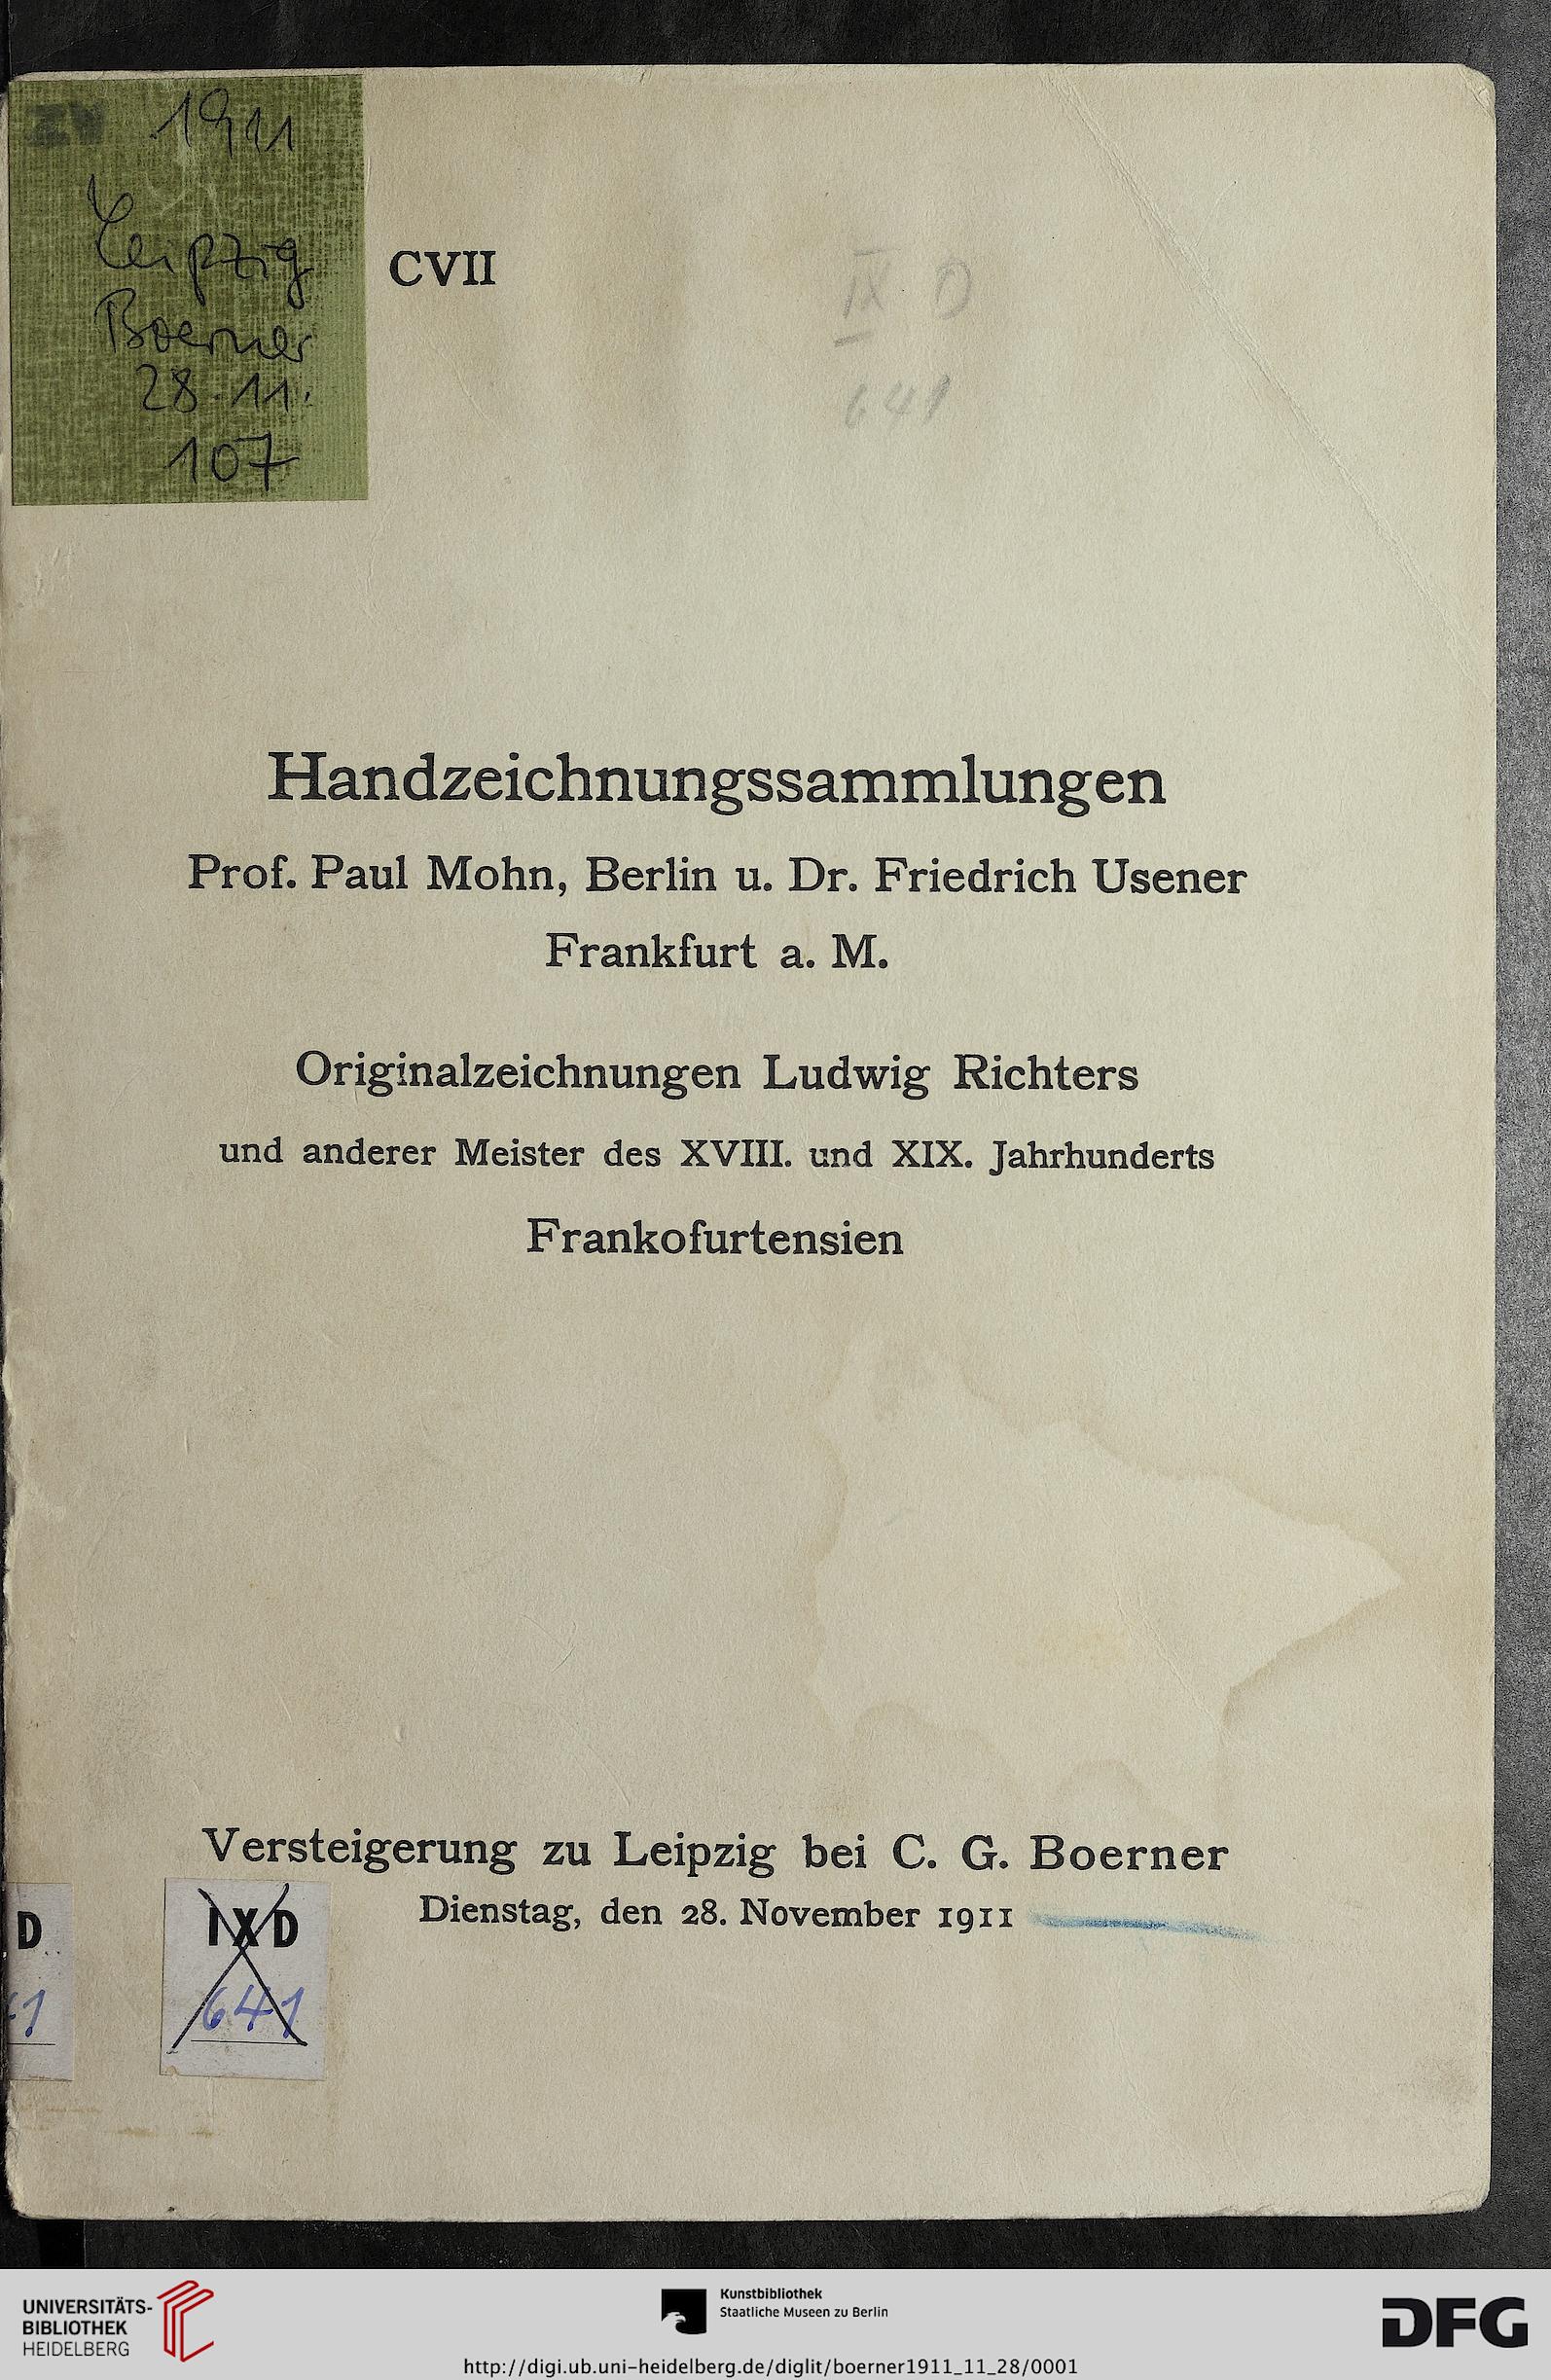 1911
Leipzig
Boerner
28.11.
107
CVII
IX D
641
Handzeichnungssammlungen
Prof. Paul Mohn, Berlin u. Dr. Friedrich Usener
Frankfurt a. M.
Originalzeichnungen Ludwig Richters
und anderer Meister des XVIII. und XIX. Jahrhunderts
Frankofurtensien
Versteigerung zu Leipzig bei C. G. Boerner
Dienstag, den 28. November 1911
D
1
IXD
641
UNIVERSITÄTS-
BIBLIOTHEK
HEIDELBERG
Kunstbibliothek
Staatliche Museen zu Berlin
DFG
http://digi.ub.uni-heidelberg.de/diglit/boerner1911_11_28/0001